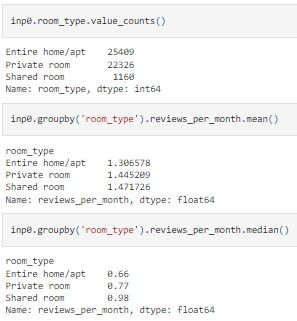 inp0.room_type.value_counts()
Entire home/apt    25409
Private room       22326
Shared room         1160
Name: room_type, dtype: int64
inp0.groupby('room_type').reviews_per_month.mean()
room_type
Entire home/apt    1.306578
Private room       1.445209
Shared room        1.471726
Name: reviews_per_month, dtype: float64
inp0.groupby('room_type').reviews_per_month.median()
room_type
Entire home/apt    0.66
Private room       0.77
Shared room        0.98
Name: reviews_per_month, dtype: float64